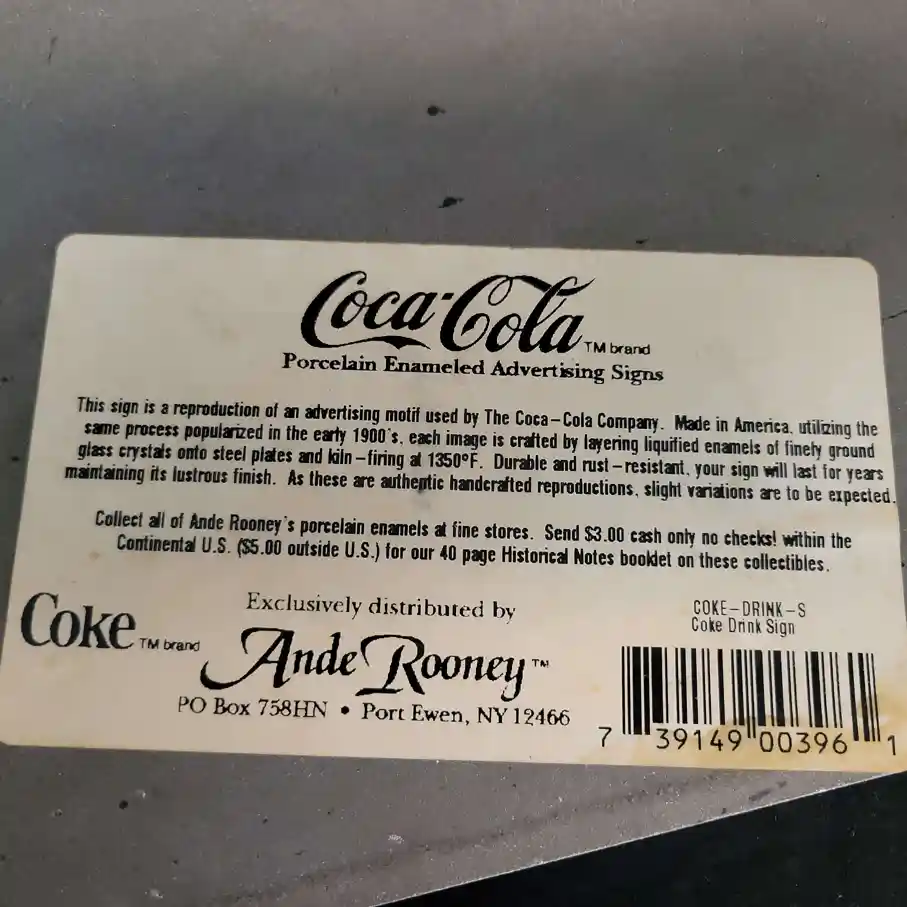 Coca-Cola TM brand
Porcelain Enameled Advertising Signs
This sign is a reproduction of an advertising motif used by The Coca-Cola Company. Made in America, utilizing the
same process popularized in the early 1900's, each image is crafted by layering liquified enamels of finely ground
glass crystals onto steel plates and kiln-firing at 1350°F. Durable and rust-resistant, your sign will last for years
maintaining its lustrous finish. As these are authentic handcrafted reproductions, slight variations are to be expected.
Collect all of Ande Rooney's porcelain enamels at fine stores. Send $3.00 cash only no checks! within the
Continental U.S. ($5.00 outside U.S.) for our 40 page Historical Notes booklet on these collectibles.
Coke TM brand
Exclusively distributed by
Ande Rooney TM
PO Box 758HN • Port Ewen, NY 12466
COKE-DRINK-S
Coke Drink Sign
7 39149 00396 1